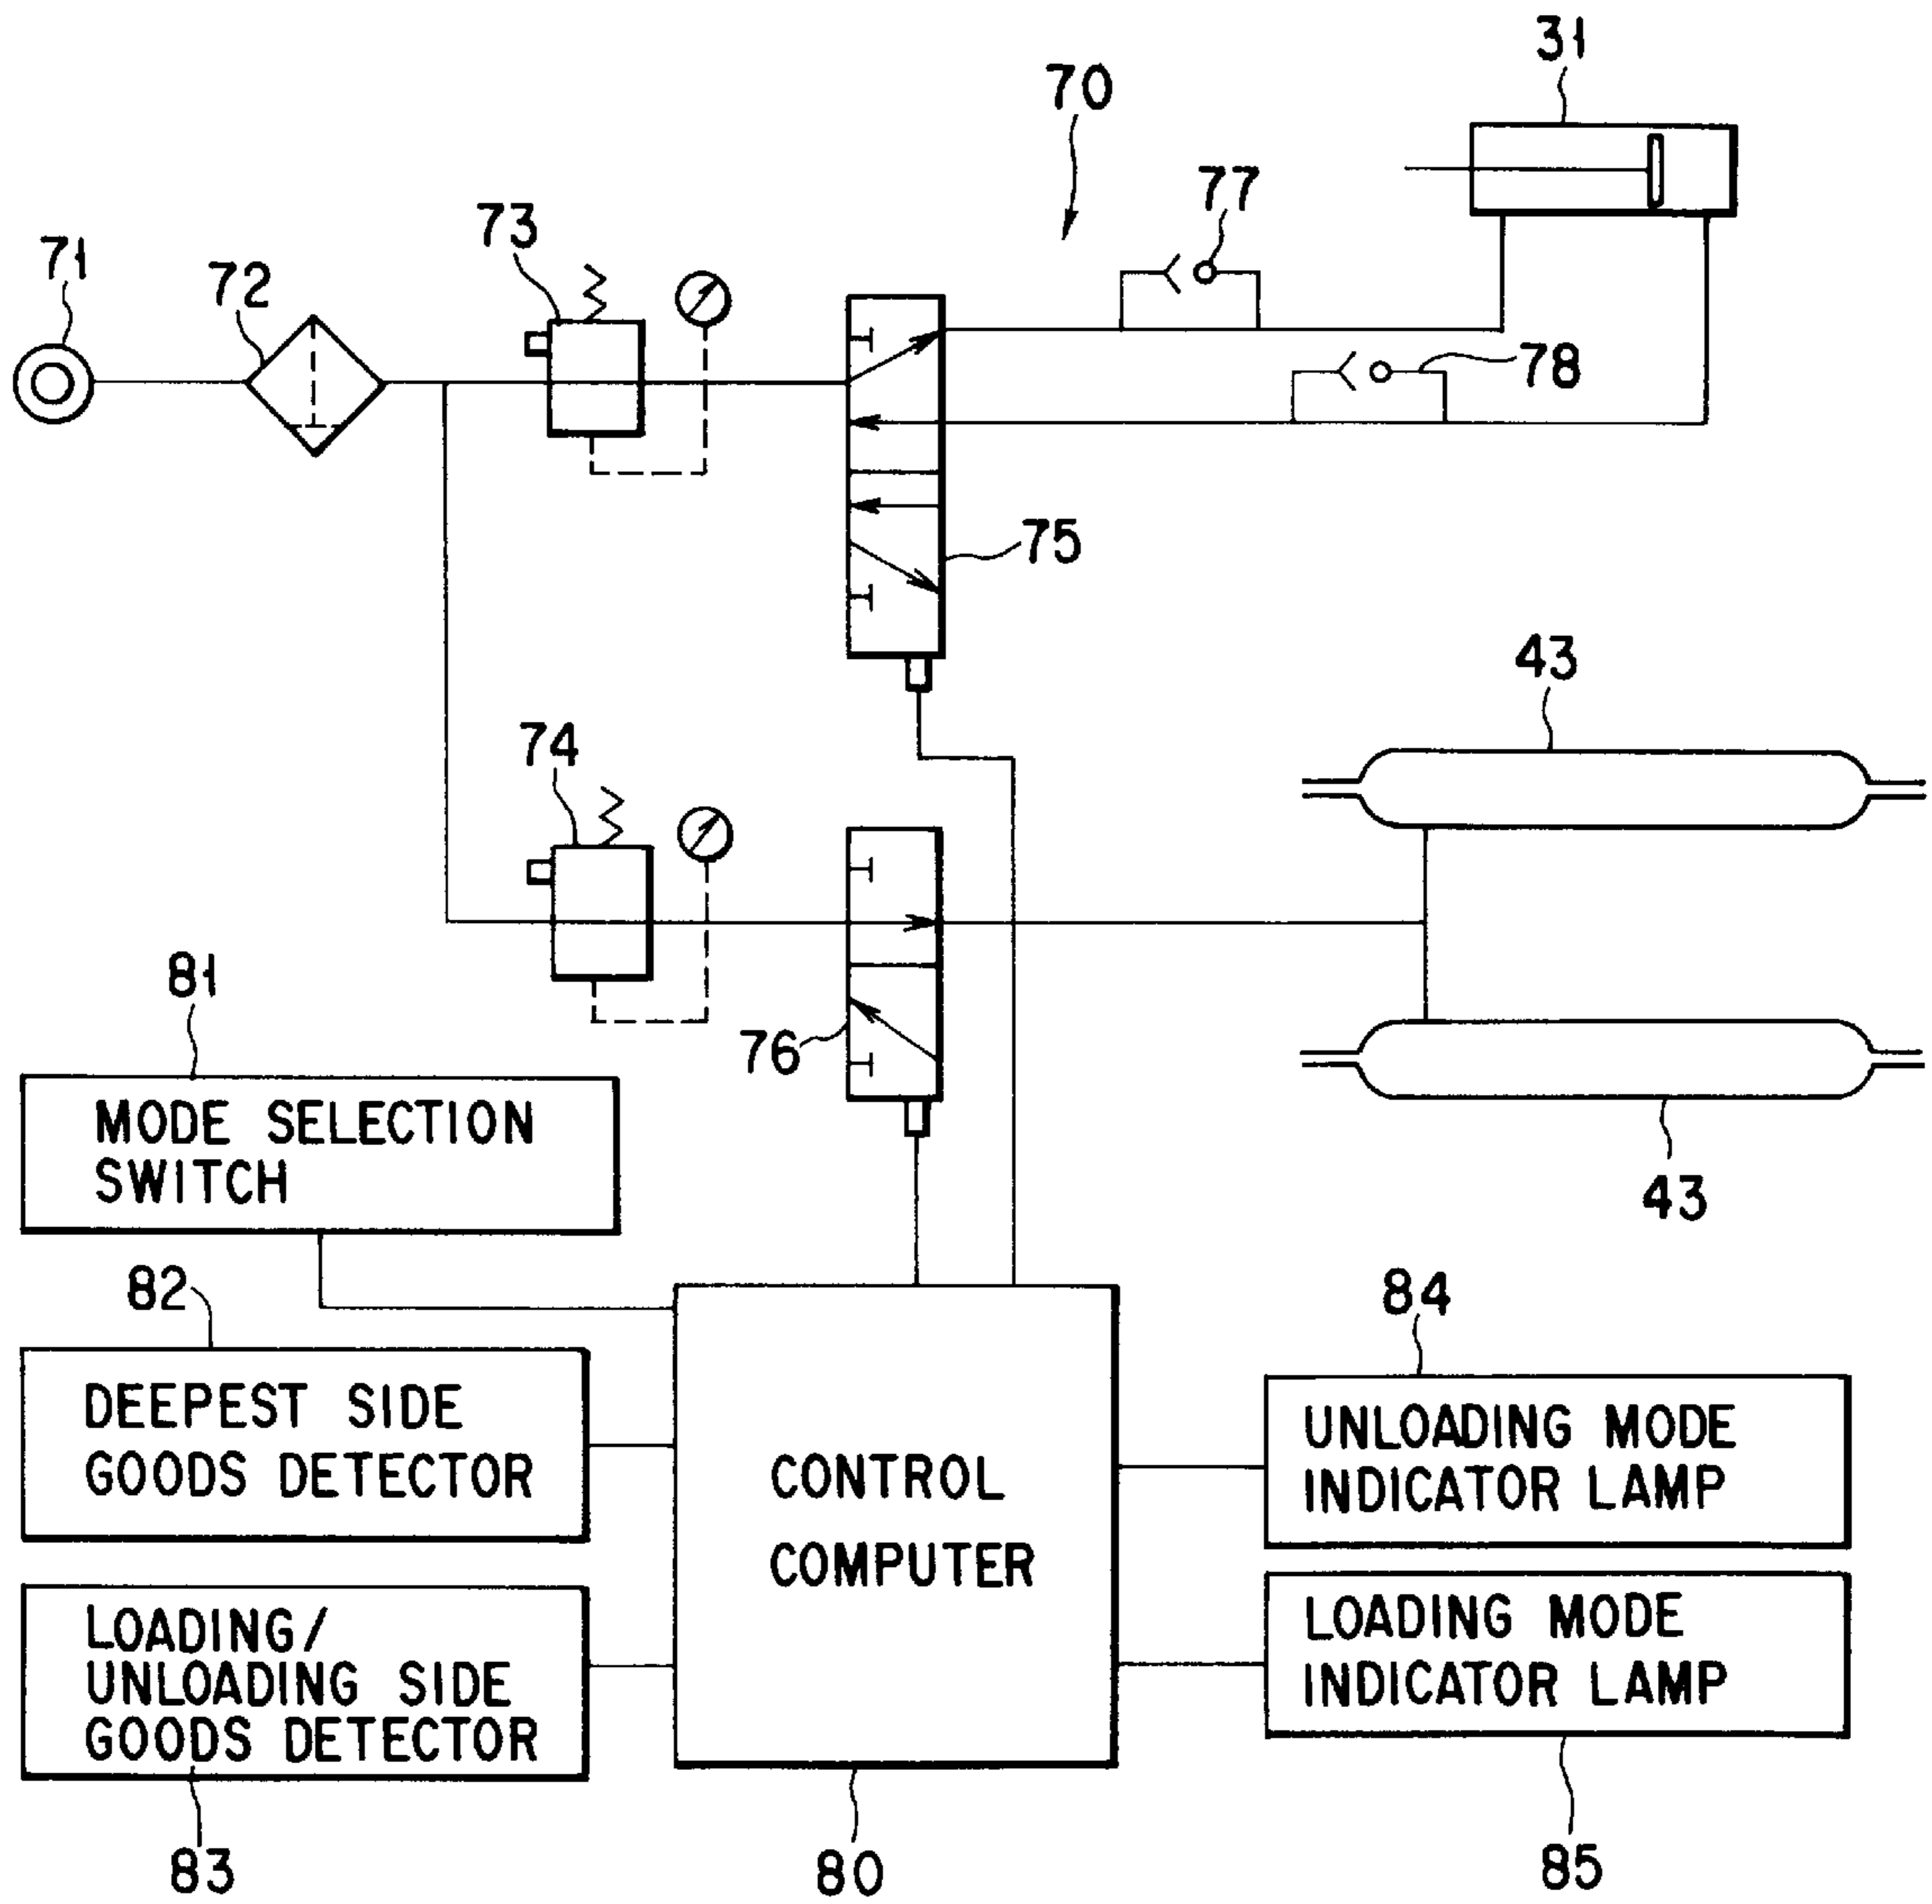 31
70
77
73
71
72
78
75
43
74
81
76
MODE SELECTION
SWITCH
43
82
84
DEEPEST SIDE
GOODS DETECTOR
UNLOADING MODE
INDICATOR LAMP
CONTROL
COMPUTER
LOADING/
UNLOADING SIDE
GOODS DETECTOR
LOADING MODE
INDICATOR LAMP
83
80
85